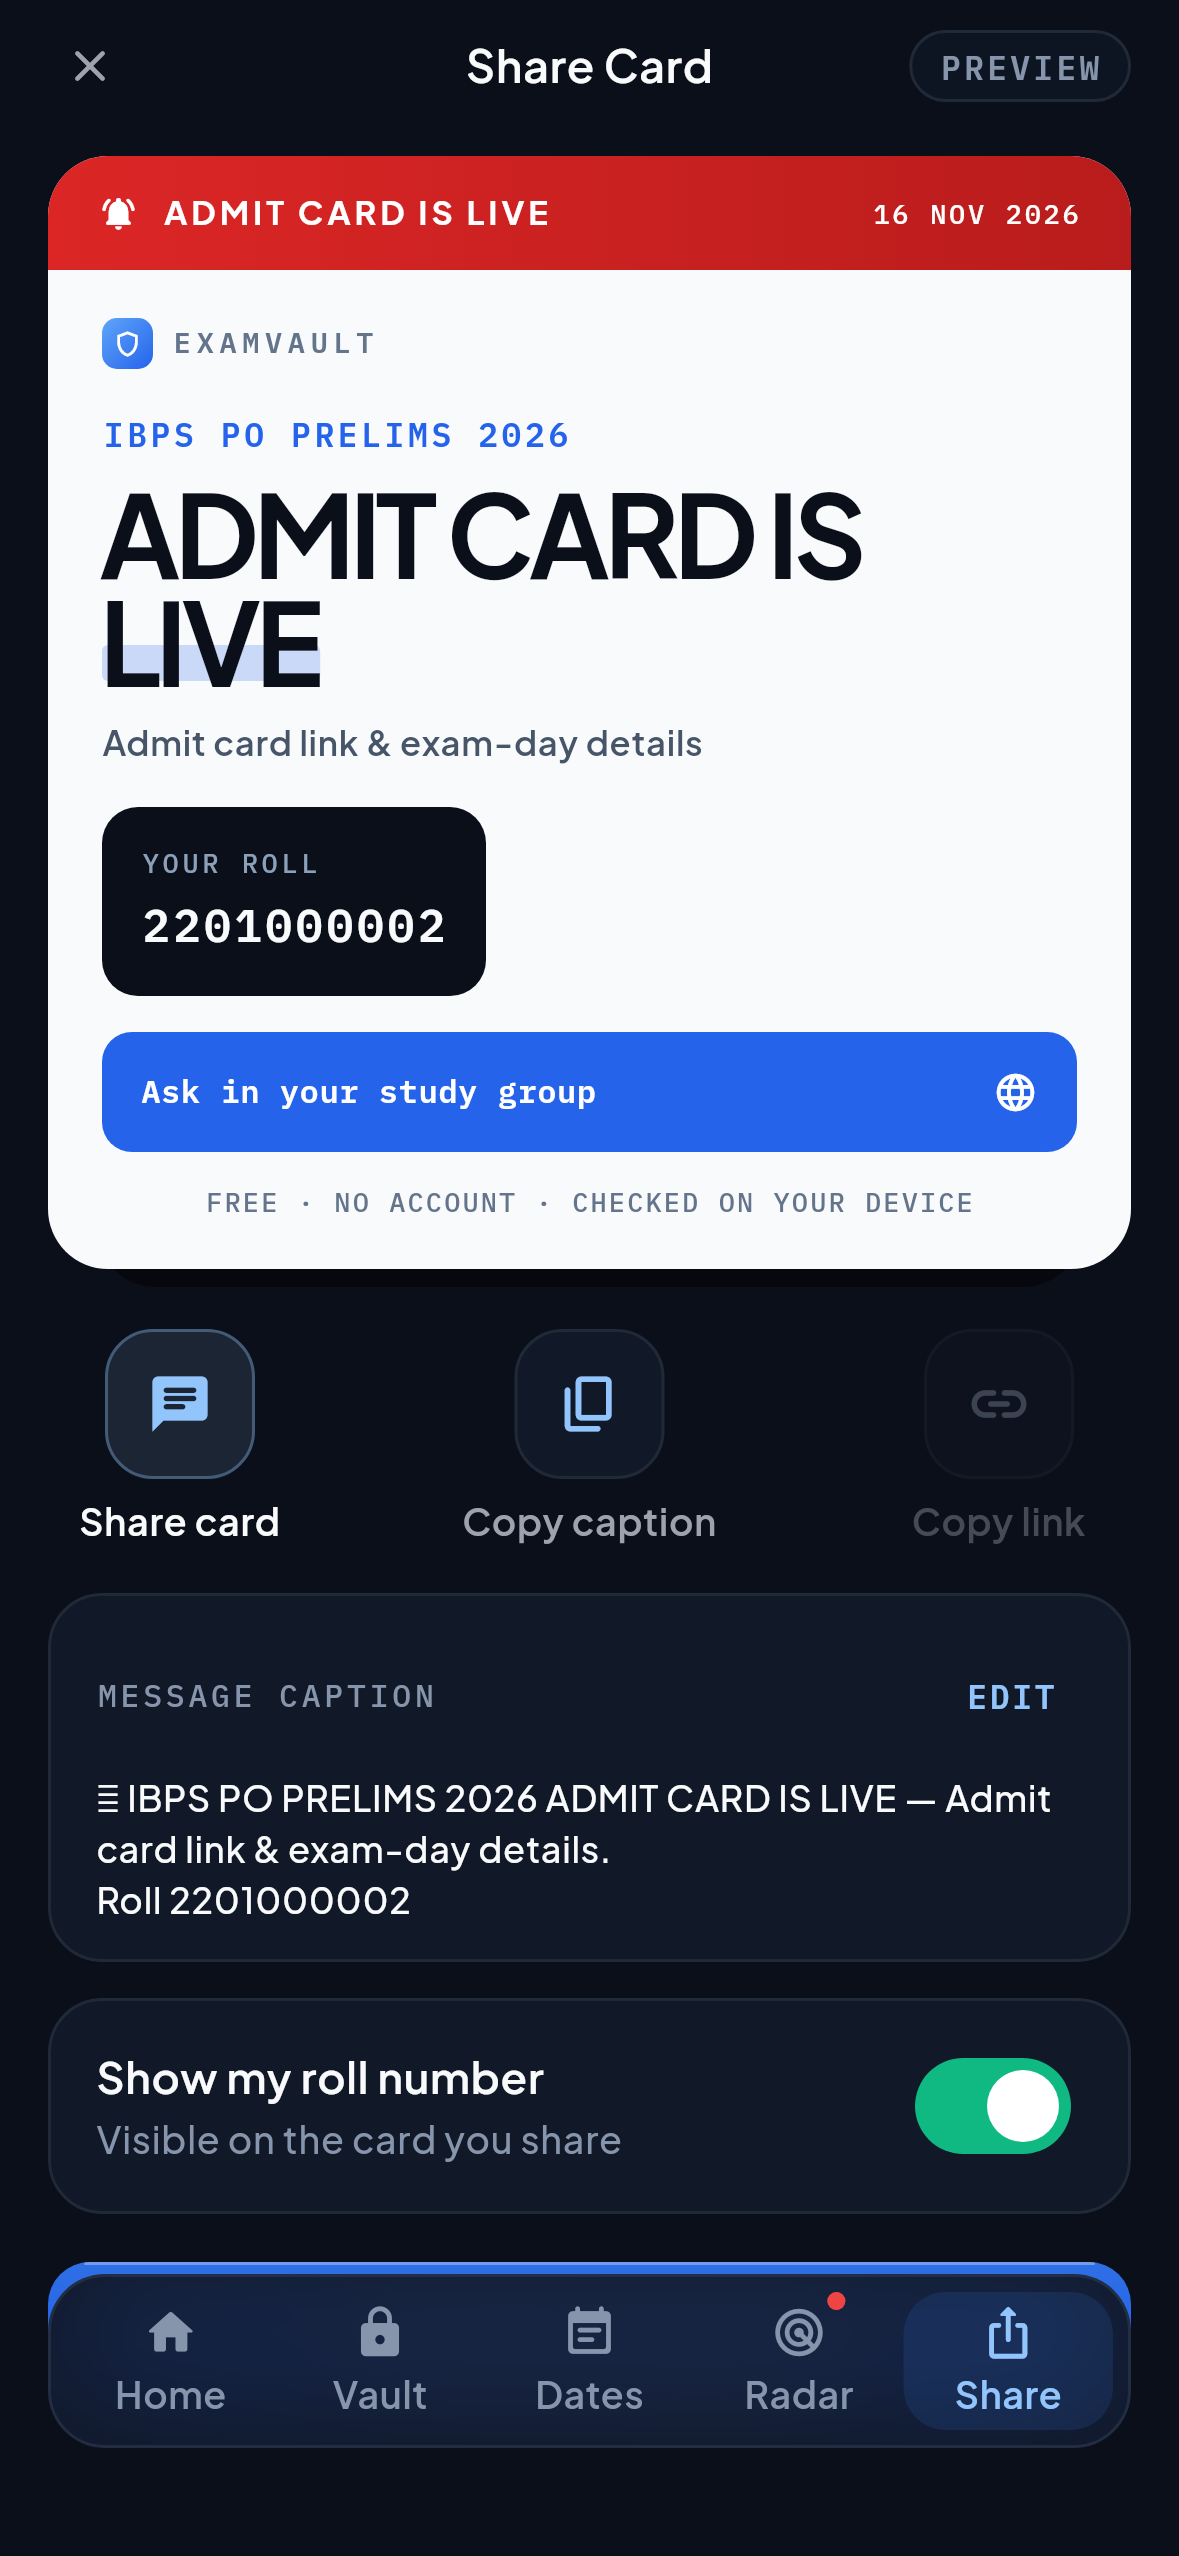 Share Card
PREVIEW
ADMIT CARD IS LIVE
16 NOV 2026
EXAMVAULT
IBPS PO PRELIMS 2026
ADMIT CARD IS
LIVE
Admit card link & exam-day details
YOUR ROLL
2201000002
Ask in your study group
FREE · NO ACCOUNT · CHECKED ON YOUR DEVICE
Share card
Copy caption
Copy link
MESSAGE CAPTION
EDIT
IBPS PO PRELIMS 2026 ADMIT CARD IS LIVE — Admit
card link & exam-day details.
Roll 2201000002
Show my roll number
Visible on the card you share
Home
Vault
Dates
Radar
Share